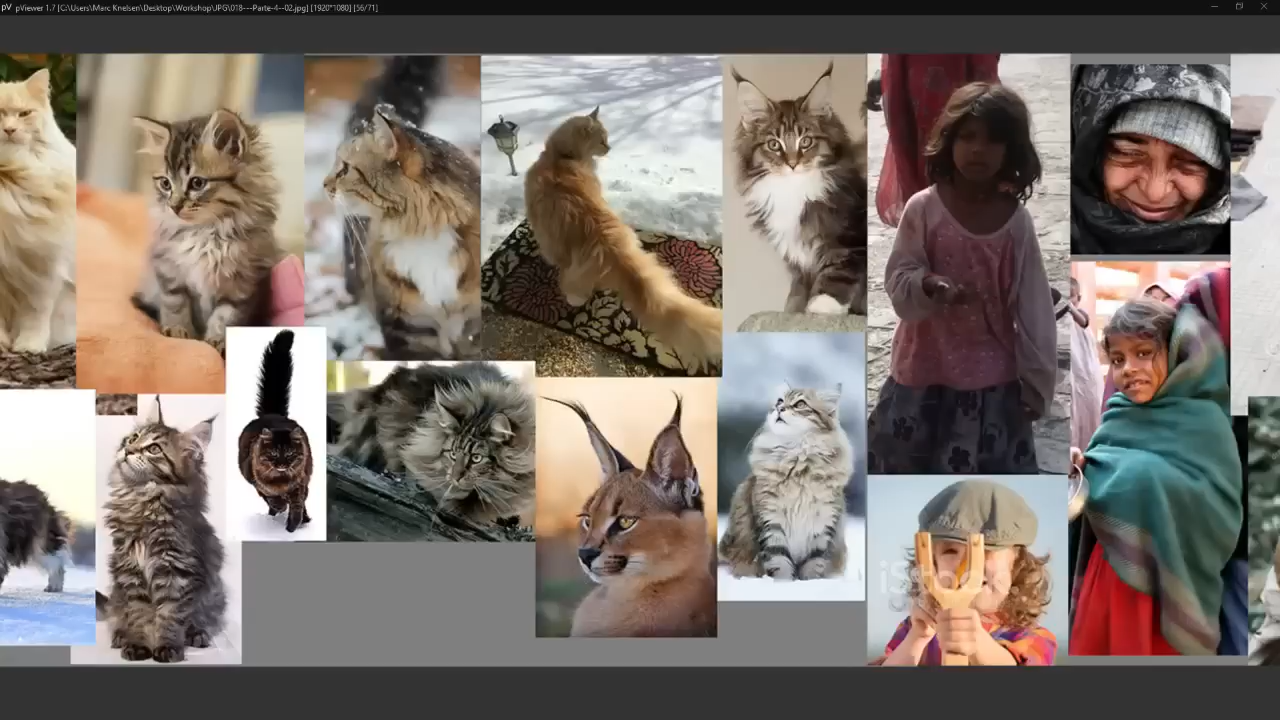 pV pViewer 1.7 [C:\Users\Marc Knelsen\Desktop\Workshop\JPG\018---Parte-4--02.jpg] [1920*1080] [56/71]
iStock